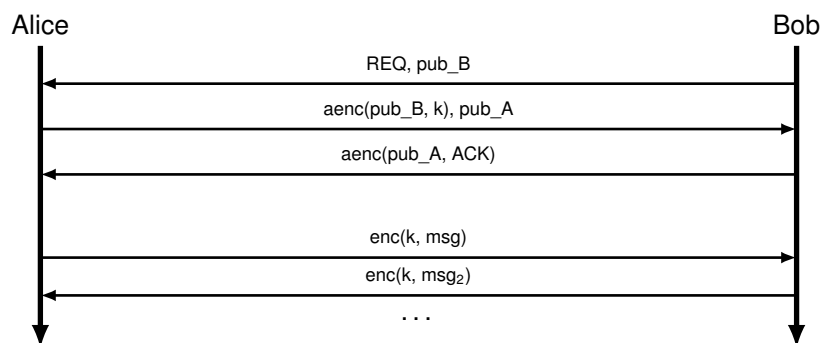 Alice
Bob
REQ, pub_B
aenc(pub_B, k), pub_A
aenc(pub_A, ACK)
enc(k, msg)
enc(k, msg₂)
...